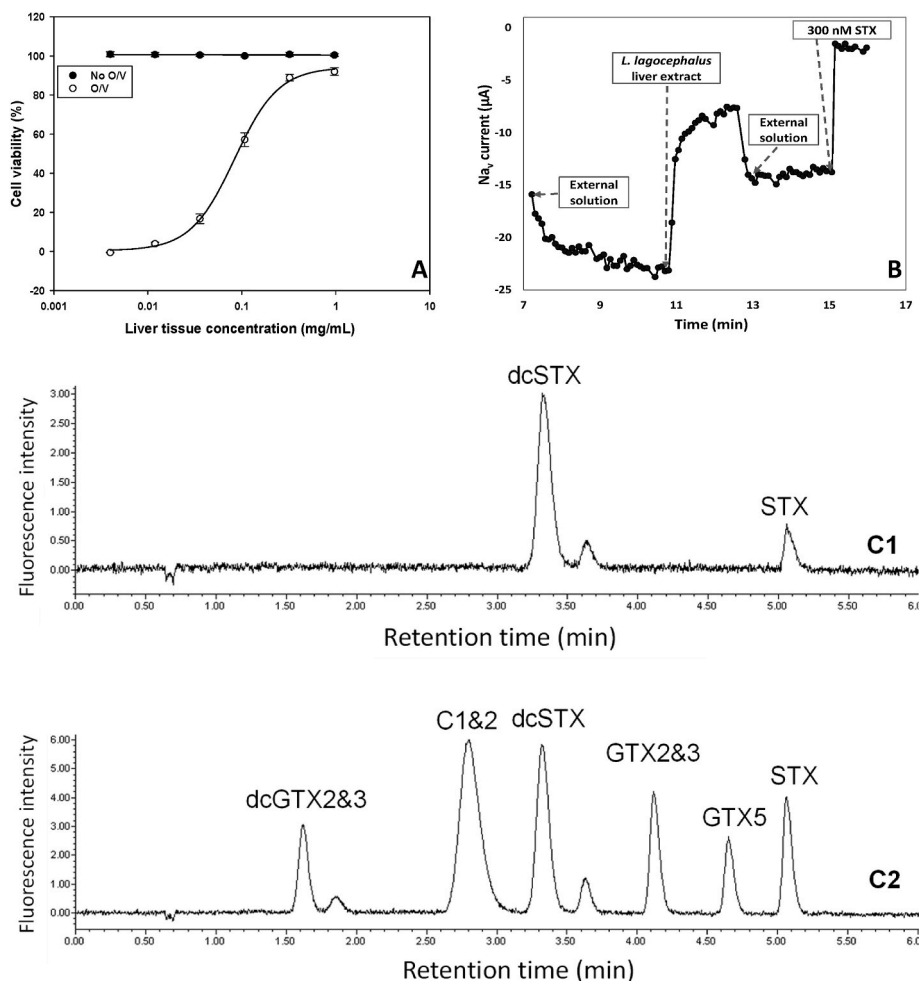 120
100
80
60
40
20
0
-20
Cell viability (%)
No O/V
O/V
0.001
0.01
0.1
1
10
Liver tissue concentration (mg/mL)
A
0
-5
-10
-15
-20
-25
Naᵥ current (µA)
External
solution
L. lagocephalus
liver extract
External
solution
300 nM STX
B
7
9
11
13
15
17
Time (min)
Fluorescence intensity
3.00
2.00
1.00
0.50
0.00
dcSTX
STX
C1
0.00
0.50
1.00
1.50
2.00
2.50
3.00
3.50
4.00
4.50
5.00
5.50
6.0
Retention time (min)
Fluorescence intensity
6.00
5.00
4.00
3.00
2.00
1.00
0.00
dcGTX2&3
C1&2
dcSTX
GTX2&3
GTX5
STX
C2
0.00
0.50
1.00
1.50
2.00
2.50
3.00
3.50
4.00
4.50
5.00
5.50
6.0
Retention time (min)